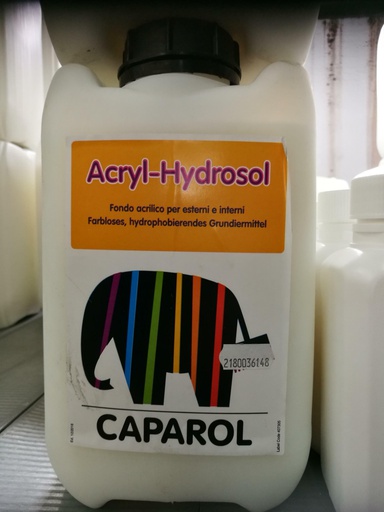 Acryl-Hydrosol
Fondo acrilico per esterni e interni
Farbloses, hydrophobierendes Grundiermittel
2180036148
CAPAROL